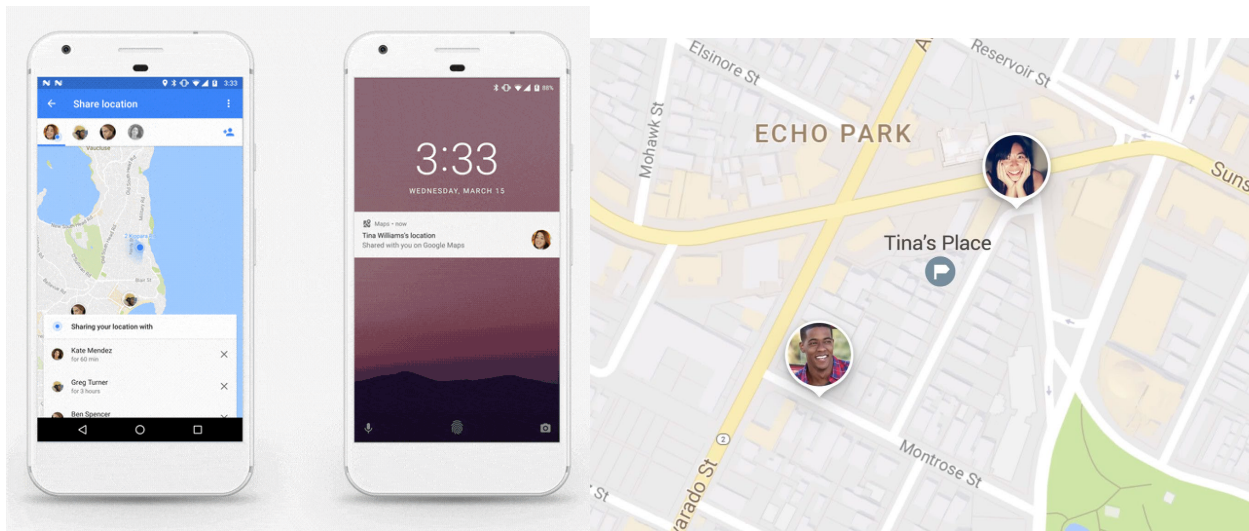 3:33
Share location
Vaucluse
Sharing your location with
Kate Mendez
for 60 min
Greg Turner
for 3 hours
Ben Spencer
88%
3:33
WEDNESDAY, MARCH 15
Maps • now
Tina Williams's location
Shared with you on Google Maps
Elsinore St
Reservoir St
Mohawk St
ECHO PARK
Suns
Tina's Place
2
Montrose St
varado St
St